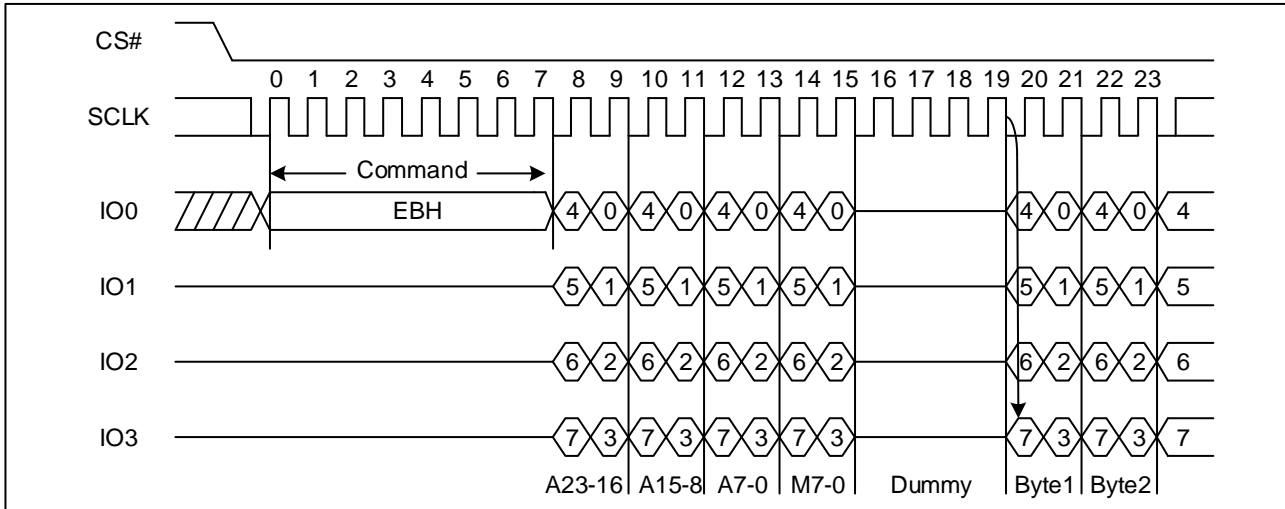 CS#
0 1 2 3 4 5 6 7 8 9 10 11 12 13 14 15 16 17 18 19 20 21 22 23
SCLK
Command
IO0 EBH 4 0 4 0 4 0 4 0 4 0 4 0 4
IO1 5 1 5 1 5 1 5 1 5 1 5 1 5
IO2 6 2 6 2 6 2 6 2 6 2 6 2 6
IO3 7 3 7 3 7 3 7 3 7 3 7 3 7
A23-16 A15-8 A7-0 M7-0 Dummy Byte1 Byte2